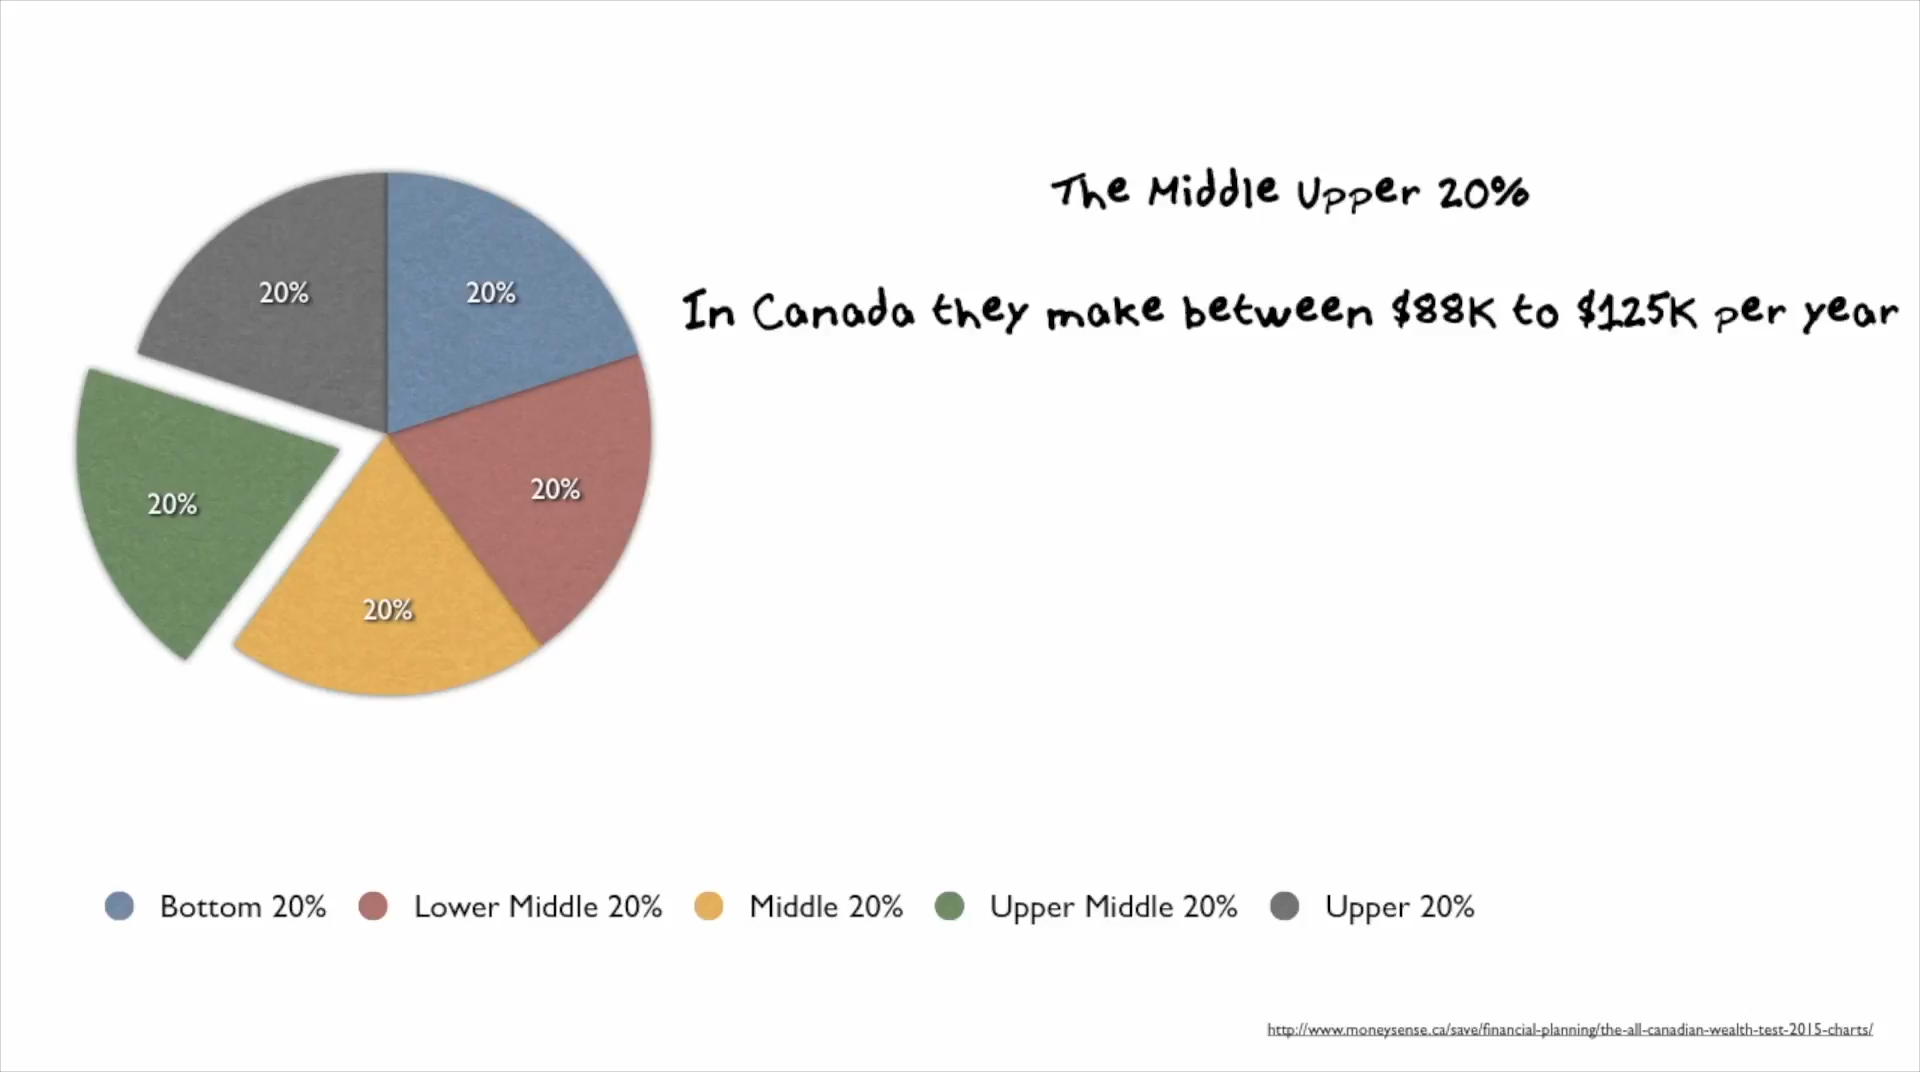 The Middle Upper 20%
In Canada they make between $88K to $125K per year
20%
20%
20%
20%
20%
Bottom 20% Lower Middle 20% Middle 20% Upper Middle 20% Upper 20%
http://www.moneysense.ca/save/financial-planning/the-all-canadian-wealth-test-2015-charts/